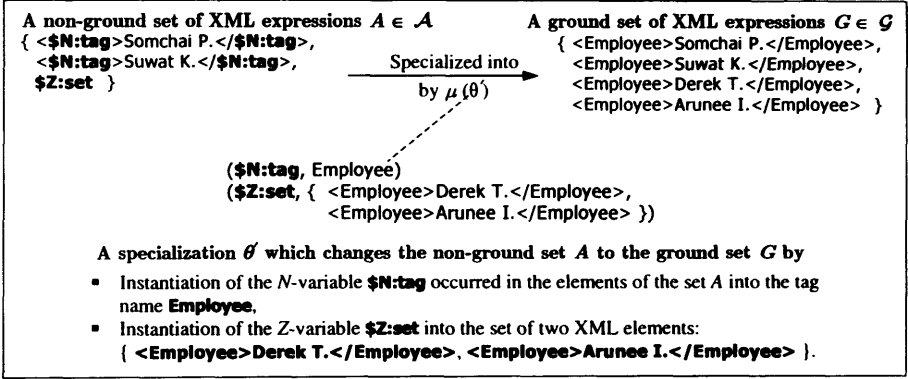 A non-ground set of XML expressions A ∈ 𝒜
{ <$N:tag>Somchai P.</$N:tag>,
<$N:tag>Suwat K.</$N:tag>,
$Z:set }
Specialized into
by μ (θ′)
A ground set of XML expressions G ∈ 𝒢
{ <Employee>Somchai P.</Employee>,
<Employee>Suwat K.</Employee>,
<Employee>Derek T.</Employee>,
<Employee>Arunee I.</Employee> }
($N:tag, Employee)
($Z:set, { <Employee>Derek T.</Employee>,
<Employee>Arunee I.</Employee> })
A specialization θ′ which changes the non-ground set A to the ground set G by
▪ Instantiation of the N-variable $N:tag occurred in the elements of the set A into the tag
name Employee,
▪ Instantiation of the Z-variable $Z:set into the set of two XML elements:
{ <Employee>Derek T.</Employee>, <Employee>Arunee I.</Employee> }.